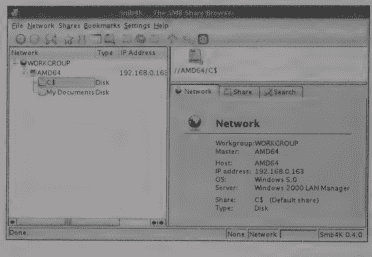 Smb4K - The SMB Share Browser
File Network Shares Bookmarks Settings Help
Network Type IP Address
WORKGROUP
AMD64 192.168.0.163
C$ Disk
My Documents Disk
//AMD64/C$
Network Share Search
Network
Workgroup: WORKGROUP
Master: AMD64
Host: AMD64
IP address: 192.168.0.163
OS: Windows 5.0
Server: Windows 2000 LAN Manager
Share: C$ (Default share)
Type: Disk
Done. None Network Smb4K 0.4.0